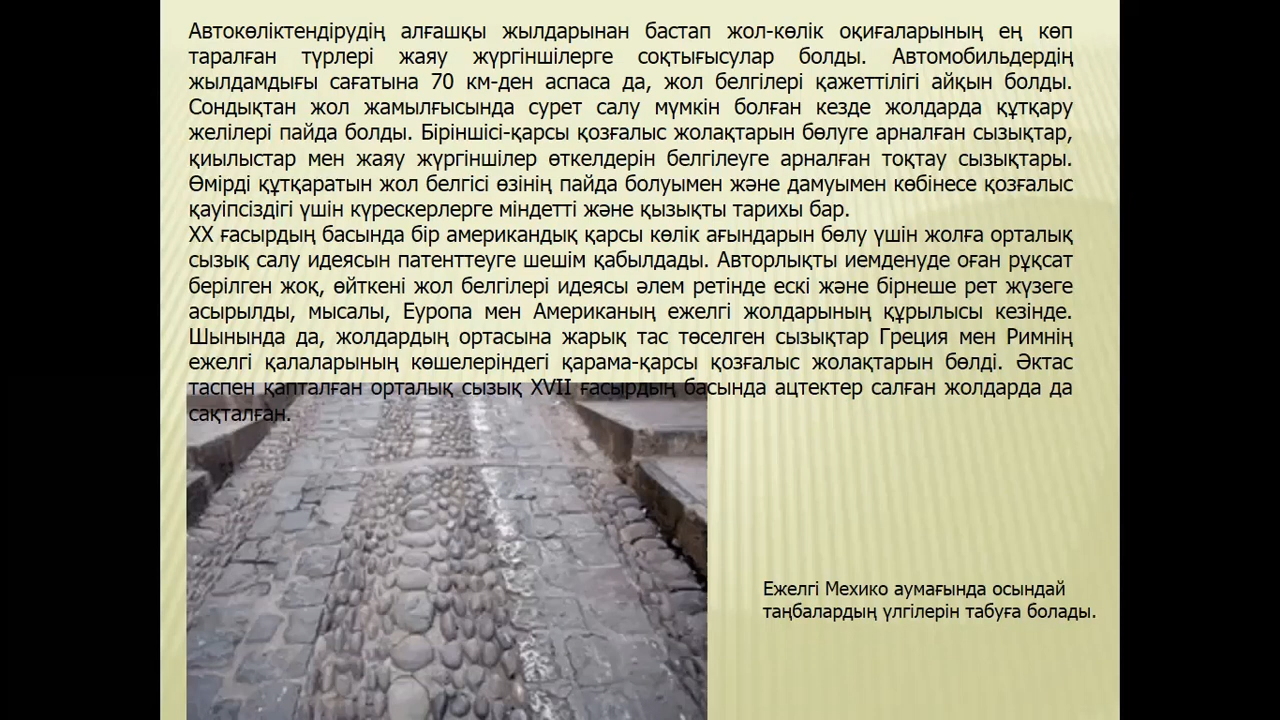 Автокөліктендірудің алғашқы жылдарынан бастап жол-көлік оқиғаларының ең көп
таралған түрлері жаяу жүргіншілерге соқтығысулар болды. Автомобильдердің
жылдамдығы сағатына 70 км-ден аспаса да, жол белгілері қажеттілігі айқын болды.
Сондықтан жол жамылғысында сурет салу мүмкін болған кезде жолдарда құтқару
желілері пайда болды. Біріншісі-қарсы қозғалыс жолақтарын бөлуге арналған сызықтар,
қиылыстар мен жаяу жүргіншілер өткелдерін белгілеуге арналған тоқтау сызықтары.
Өмірді құтқаратын жол белгісі өзінің пайда болуымен және дамуымен көбінесе қозғалыс
қауіпсіздігі үшін күрескерлерге міндетті және қызықты тарихы бар.
XX ғасырдың басында бір американдық қарсы көлік ағындарын бөлу үшін жолға орталық
сызық салу идеясын патенттеуге шешім қабылдады. Авторлықты иемденуде оған рұқсат
берілген жоқ, өйткені жол белгілері идеясы әлем ретінде ескі және бірнеше рет жүзеге
асырылды, мысалы, Еуропа мен Американың ежелгі жолдарының құрылысы кезінде.
Шынында да, жолдардың ортасына жарық тас төселген сызықтар Греция мен Римнің
ежелгі қалаларының көшелеріндегі қарама-қарсы қозғалыс жолақтарын бөлді. Әктас
таспен қапталған орталық сызық XVII ғасырдың басында ацтектер салған жолдарда да
сақталған.
Ежелгі Мехико аумағында осындай
таңбалардың үлгілерін табуға болады.